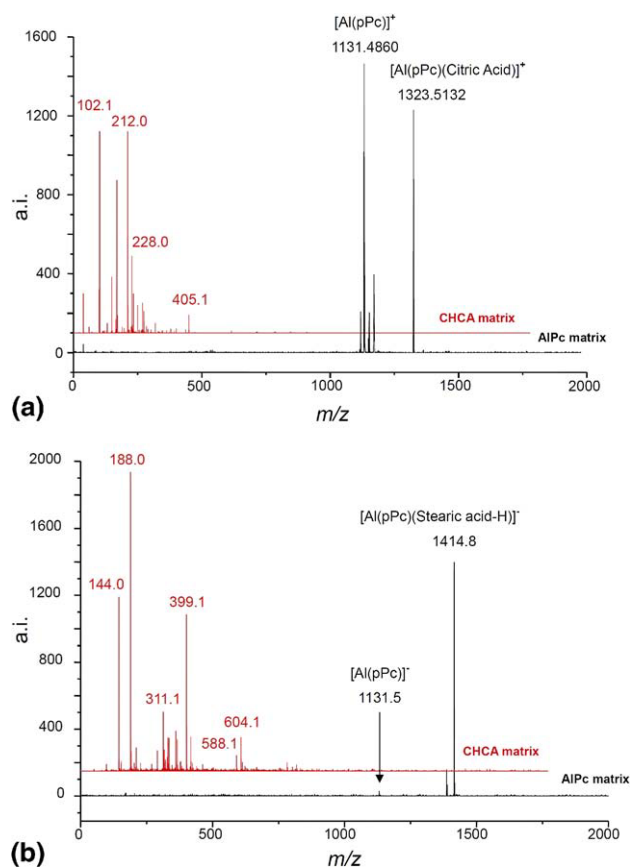 [Al(pPc)]+
1131.4860
[Al(pPc)(Citric Acid)]+
1323.5132
1600
1200
800
400
0
a.i.
102.1
212.0
228.0
405.1
CHCA matrix
AlPc matrix
0
500
1000
1500
2000
(a)
m/z
2000
1600
1200
800
400
0
a.i.
188.0
144.0
399.1
311.1
604.1
588.1
[Al(pPc)(Stearic acid-H)]-
1414.8
[Al(pPc)]-
1131.5
CHCA matrix
AlPc matrix
0
500
1000
1500
2000
(b)
m/z